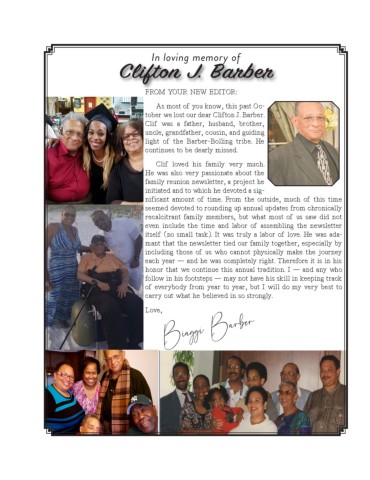 In loving memory of
Clifton J. Barber
FROM YOUR NEW EDITOR:
As most of you know, this past Oc-
tober we lost our dear Clifton J. Barber.
Clif was a father, husband, brother,
uncle, grandfather, cousin, and guiding
light of the Barber-Bolling tribe. He
continues to be dearly missed.
Clif loved his family very much.
He was also very passionate about the
family reunion newsletter, a project he
initiated and to which he devoted a sig-
nificant amount of time. From the outside, much of this time
seemed devoted to rounding up annual updates from chronically
recalcitrant family members, but what most of us saw did not
even include the time and labor of assembling the newsletter
itself (no small task). It was truly a labor of love. He was ada-
mant that the newsletter tied our family together, especially by
including those of us who cannot physically make the journey
each year — and he was completely right. Therefore it is in his
honor that we continue this annual tradition. I — and any who
follow in his footsteps — may not have his skill in keeping track
of everybody from year to year, but I will do my very best to
carry out what he believed in so strongly.
Love,
Biaggi Barber